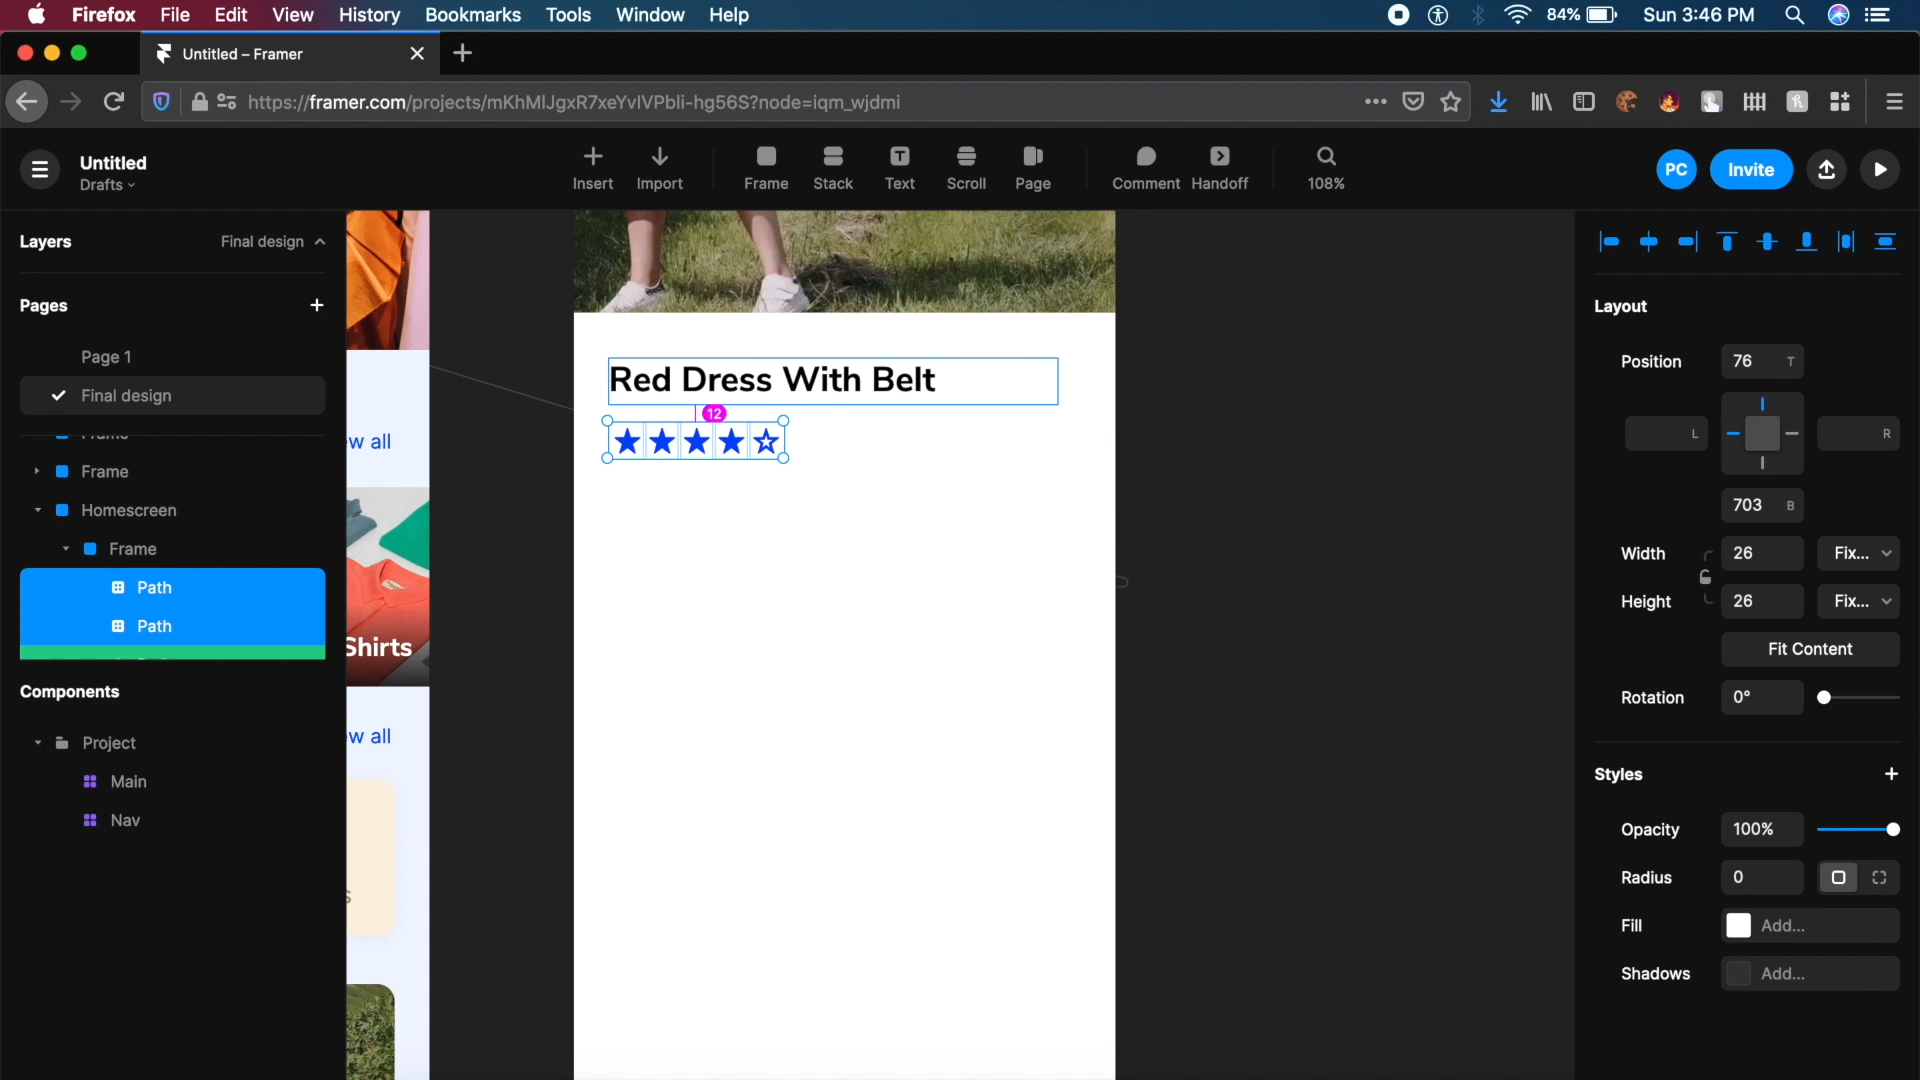 Firefox File Edit View History Bookmarks Tools Window Help
84% Sun 3:46 PM
Untitled – Framer
https://framer.com/projects/mKhMIJgxR7xeYvIVPbli-hg56S?node=iqm_wjdmi
Untitled
Drafts
Insert Import Frame Stack Text Scroll Page Comment Handoff 108%
PC Invite
Layers Final design
Pages
Page 1
Final design
Frame
Frame
Homescreen
Frame
Path
Path
Components
Project
Main
Nav
ew all
Shirts
ew all
s
Red Dress With Belt
12
Layout
Position 76 T
L R
703 B
Width 26 Fix...
Height 26 Fix...
Fit Content
Rotation 0°
Styles
Opacity 100%
Radius 0
Fill Add...
Shadows Add...